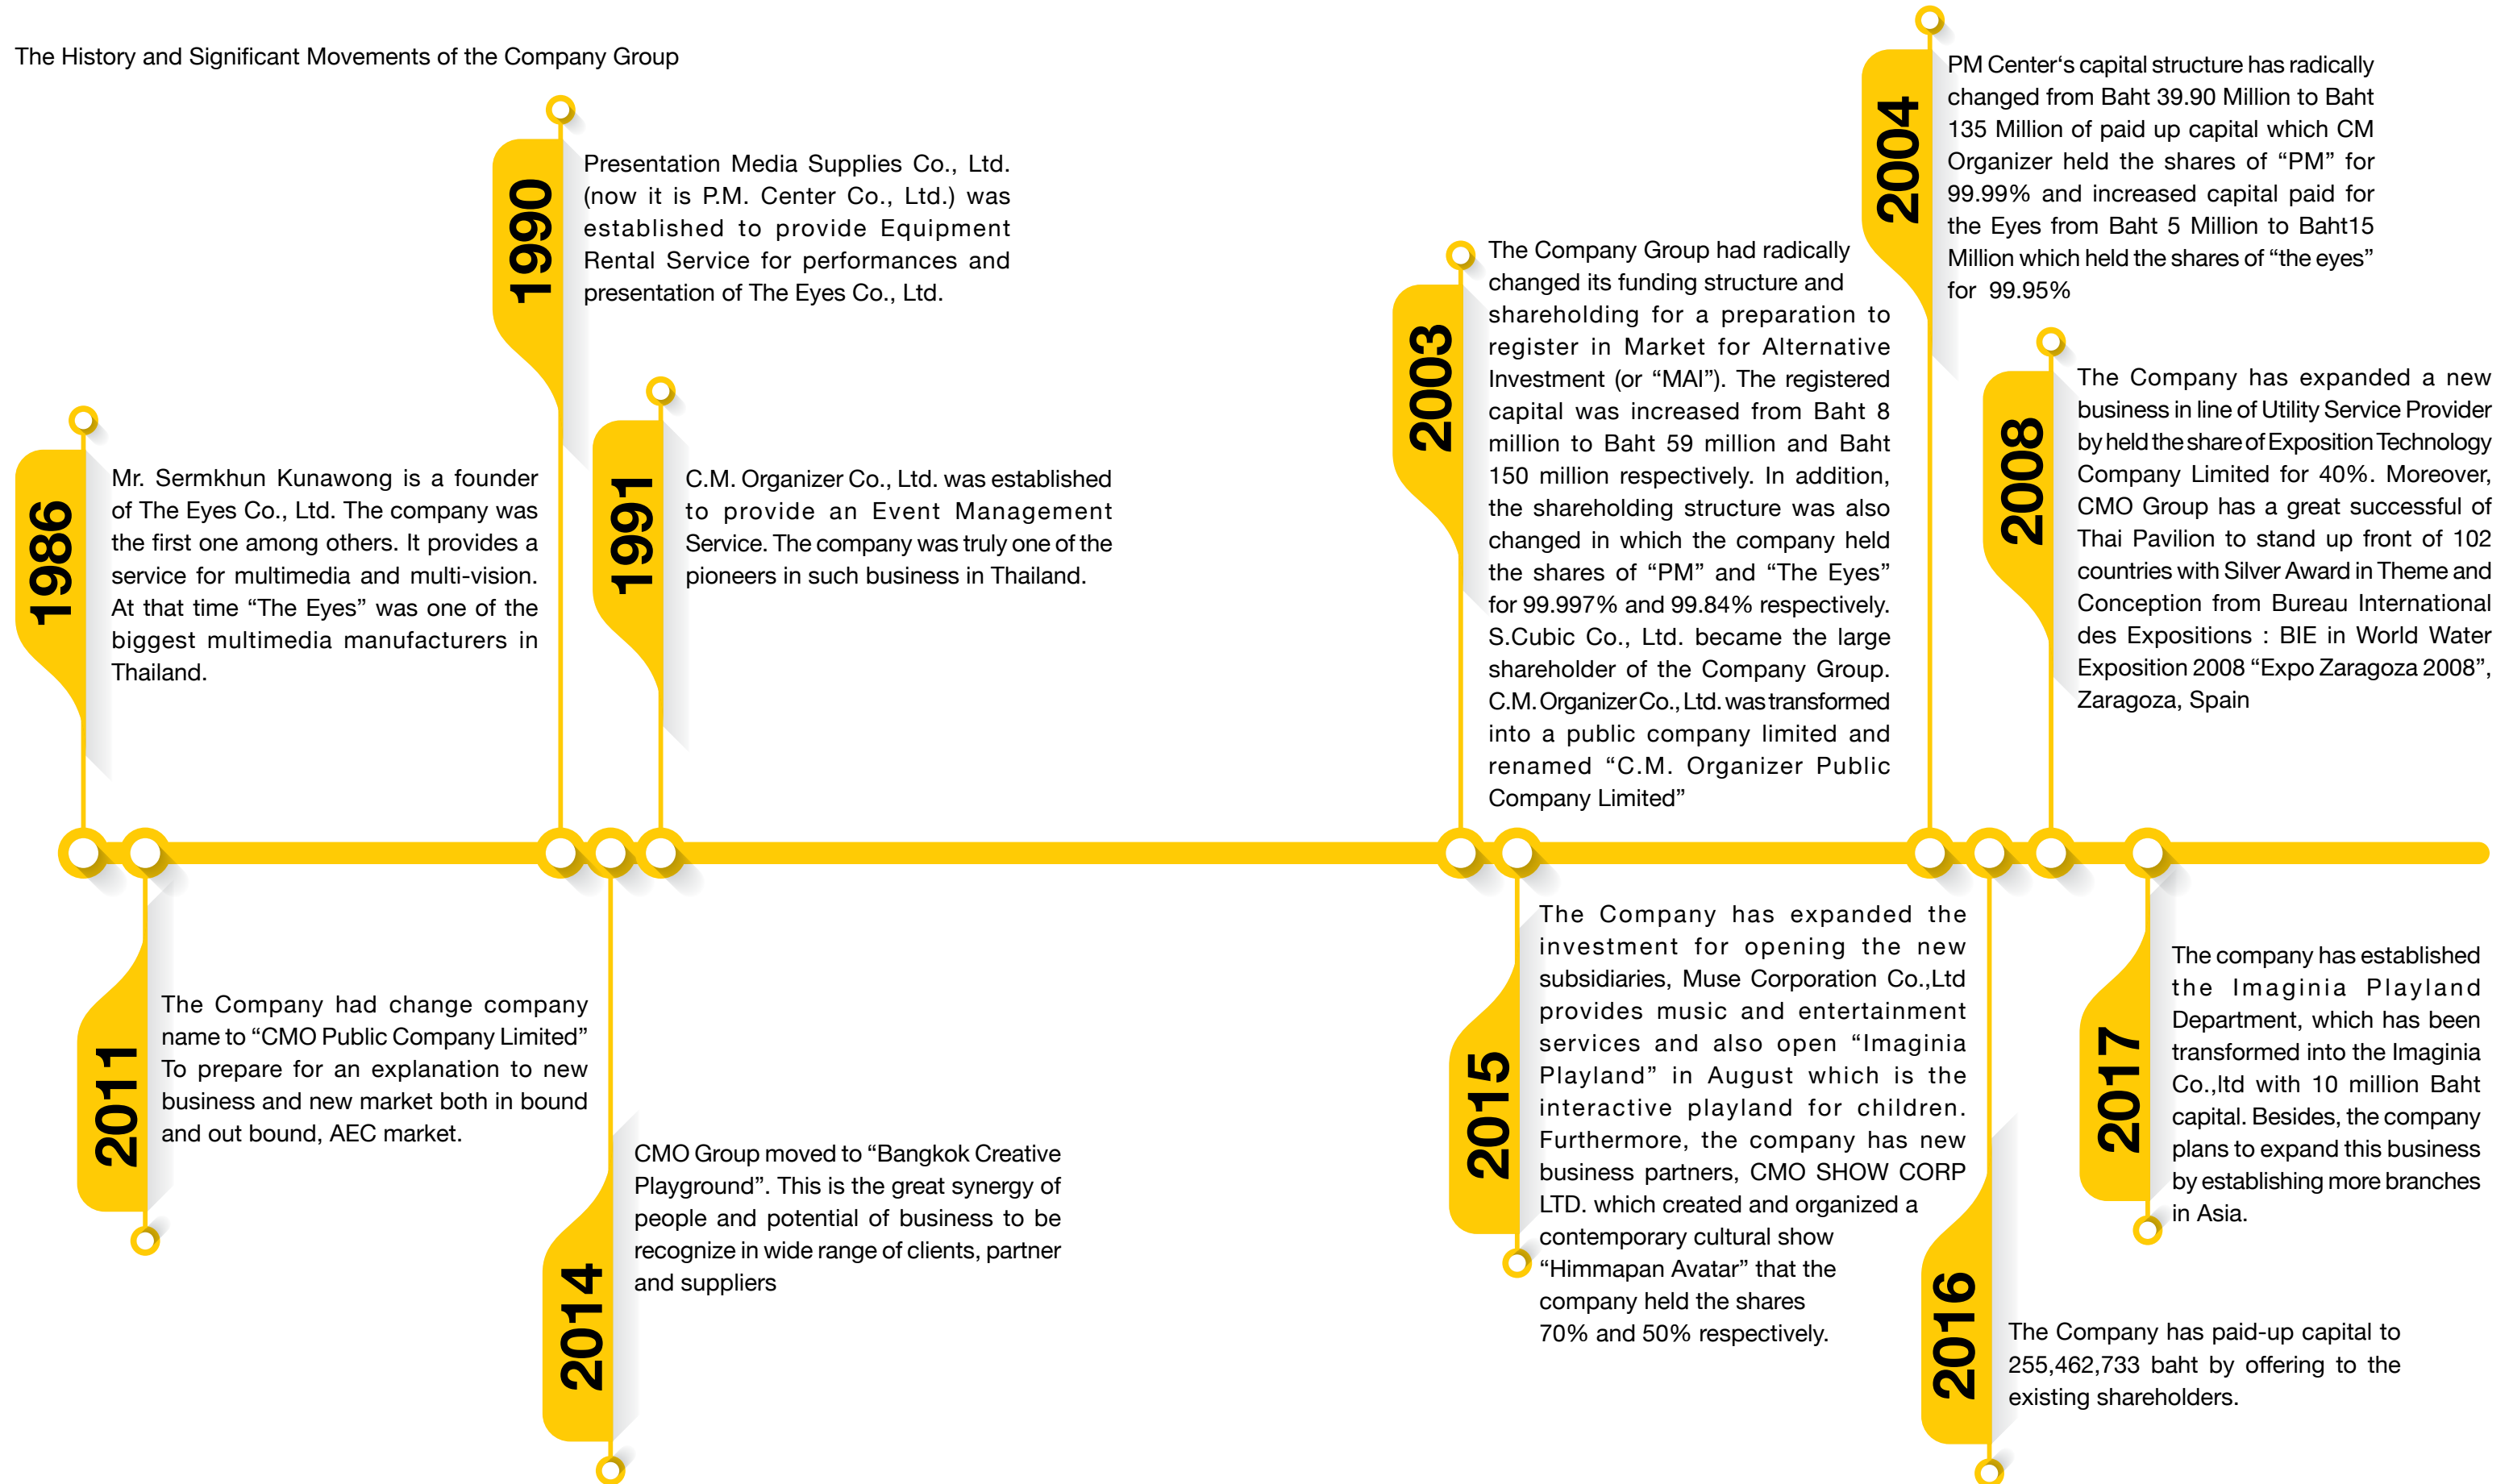 The History and Significant Movements of the Company Group
1986
Mr. Sermkhun Kunawong is a founder
of The Eyes Co., Ltd. The company was
the first one among others. It provides a
service for multimedia and multi-vision.
At that time “The Eyes” was one of the
biggest multimedia manufacturers in
Thailand.
1990
Presentation Media Supplies Co., Ltd.
(now it is P.M. Center Co., Ltd.) was
established to provide Equipment
Rental Service for performances and
presentation of The Eyes Co., Ltd.
1991
C.M. Organizer Co., Ltd. was established
to provide an Event Management
Service. The company was truly one of the
pioneers in such business in Thailand.
2003
The Company Group had radically
changed its funding structure and
shareholding for a preparation to
register in Market for Alternative
Investment (or “MAI”). The registered
capital was increased from Baht 8
million to Baht 59 million and Baht
150 million respectively. In addition,
the shareholding structure was also
changed in which the company held
the shares of “PM” and “The Eyes”
for 99.997% and 99.84% respectively.
S.Cubic Co., Ltd. became the large
shareholder of the Company Group.
C.M. Organizer Co., Ltd. was transformed
into a public company limited and
renamed “C.M. Organizer Public
Company Limited”
2004
PM Center‘s capital structure has radically
changed from Baht 39.90 Million to Baht
135 Million of paid up capital which CM
Organizer held the shares of “PM” for
99.99% and increased capital paid for
the Eyes from Baht 5 Million to Baht15
Million which held the shares of “the eyes”
for 99.95%
2008
The Company has expanded a new
business in line of Utility Service Provider
by held the share of Exposition Technology
Company Limited for 40%. Moreover,
CMO Group has a great successful of
Thai Pavilion to stand up front of 102
countries with Silver Award in Theme and
Conception from Bureau International
des Expositions : BIE in World Water
Exposition 2008 “Expo Zaragoza 2008”,
Zaragoza, Spain
2011
The Company had change company
name to “CMO Public Company Limited”
To prepare for an explanation to new
business and new market both in bound
and out bound, AEC market.
2014
CMO Group moved to “Bangkok Creative
Playground”. This is the great synergy of
people and potential of business to be
recognize in wide range of clients, partner
and suppliers
2015
The Company has expanded the
investment for opening the new
subsidiaries, Muse Corporation Co.,Ltd
provides music and entertainment
services and also open “Imaginia
Playland” in August which is the
interactive playland for children.
Furthermore, the company has new
business partners, CMO SHOW CORP
LTD. which created and organized a
contemporary cultural show
“Himmapan Avatar” that the
company held the shares
70% and 50% respectively.
2016
The Company has paid-up capital to
255,462,733 baht by offering to the
existing shareholders.
2017
The company has established
the Imaginia Playland
Department, which has been
transformed into the Imaginia
Co.,ltd with 10 million Baht
capital. Besides, the company
plans to expand this business
by establishing more branches
in Asia.